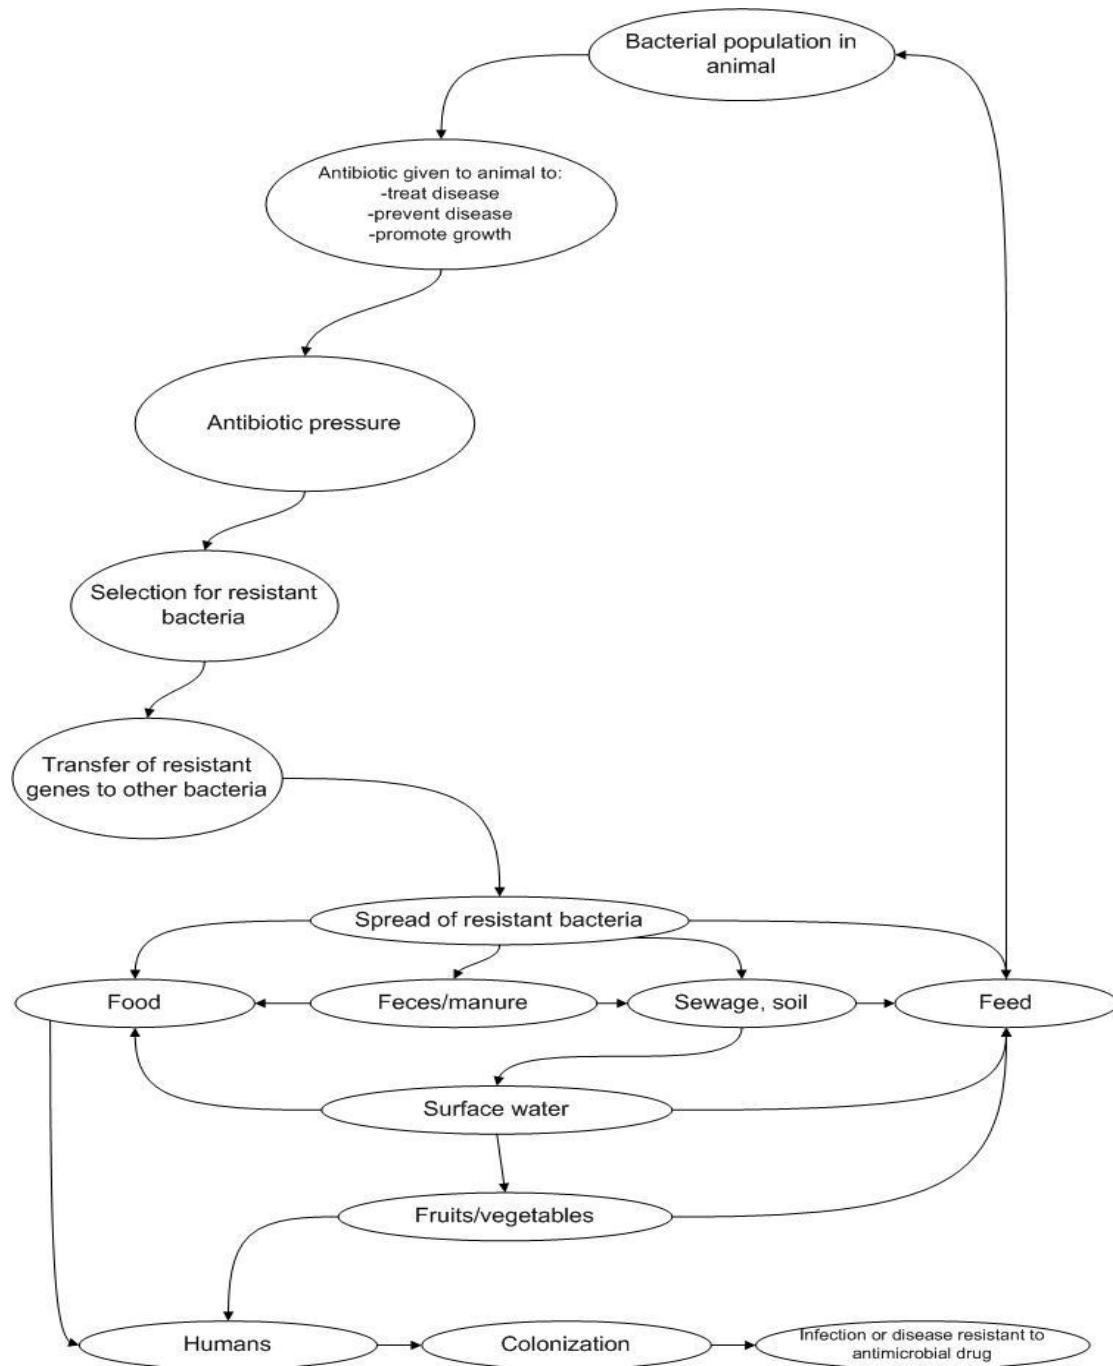 Bacterial population in
animal
Antibiotic given to animal to:
-treat disease
-prevent disease
-promote growth
Antibiotic pressure
Selection for resistant
bacteria
Transfer of resistant
genes to other bacteria
Spread of resistant bacteria
Food
Feces/manure
Sewage, soil
Feed
Surface water
Fruits/vegetables
Humans
Colonization
Infection or disease resistant to
antimicrobial drug